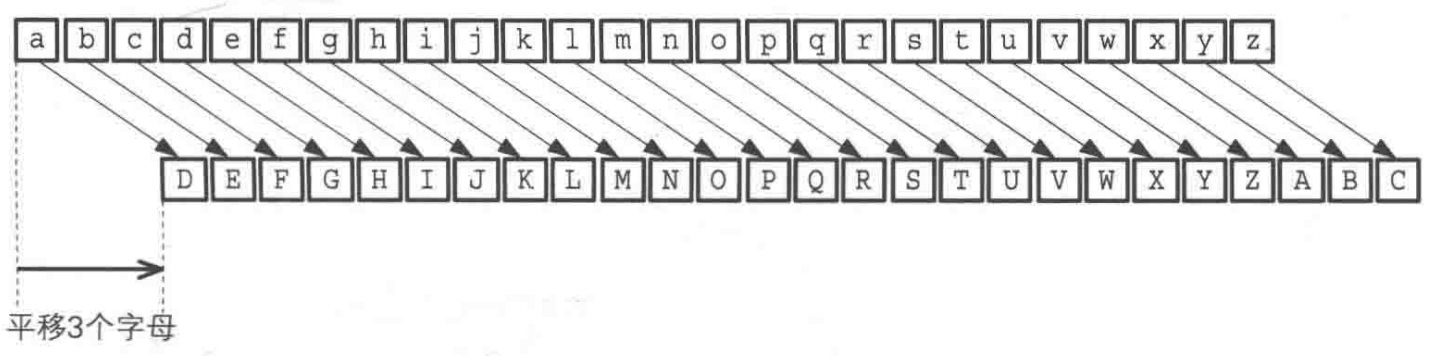 a b c d e f g h i j k l m n o p q r s t u v w x y z
D E F G H I J K L M N O P Q R S T U V W X Y Z A B C
平移3个字母